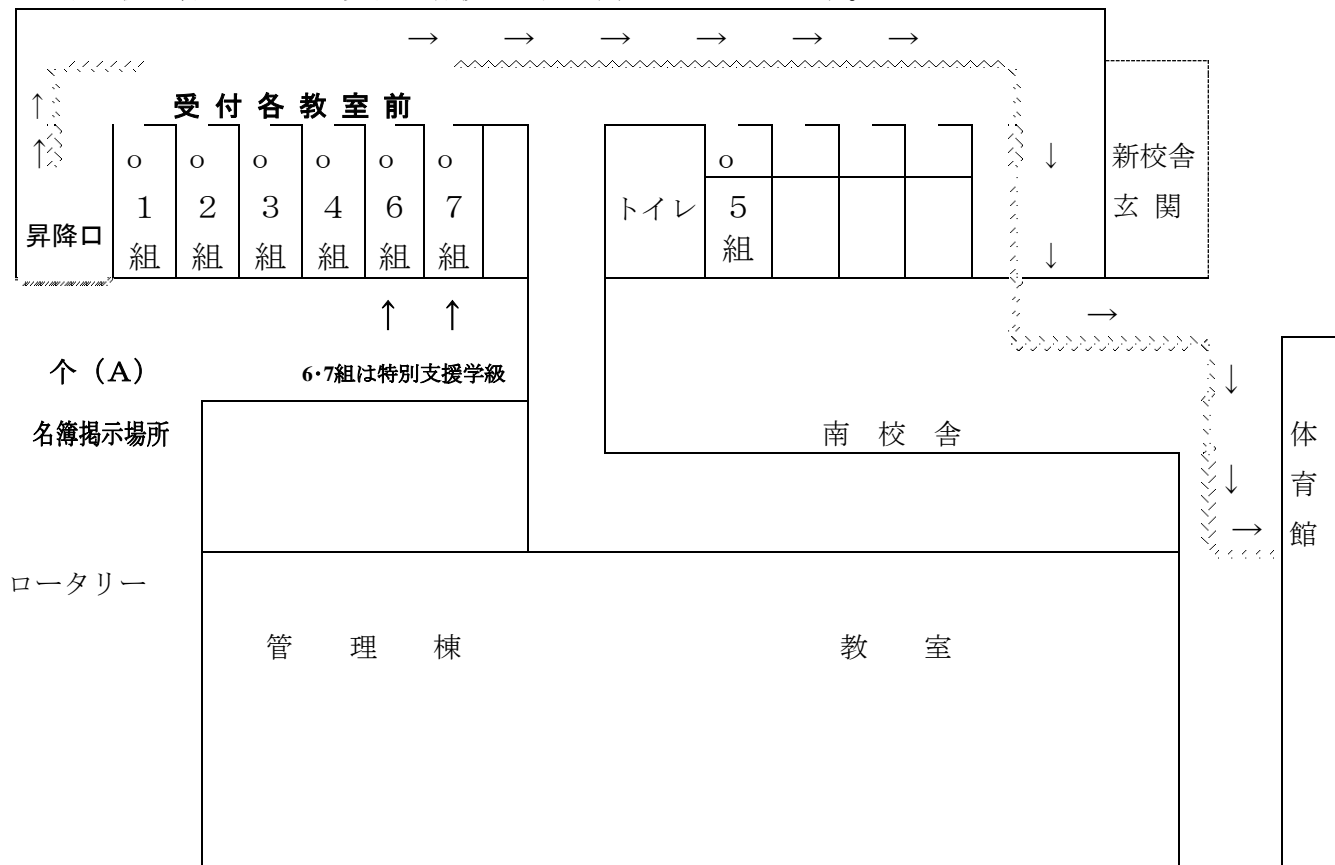 → → → → → →
受付各教室前
↑
↑
↓
新校舎
玄関
o o o o o o o
1組
2組
3組
4組
6組
7組
トイレ
5組
昇降口
↓
↑ ↑
→
个（A）
6･7組は特別支援学級
↓
名簿掲示場所
南校舎
体育館
↓
→
ロータリー
管理棟
教室